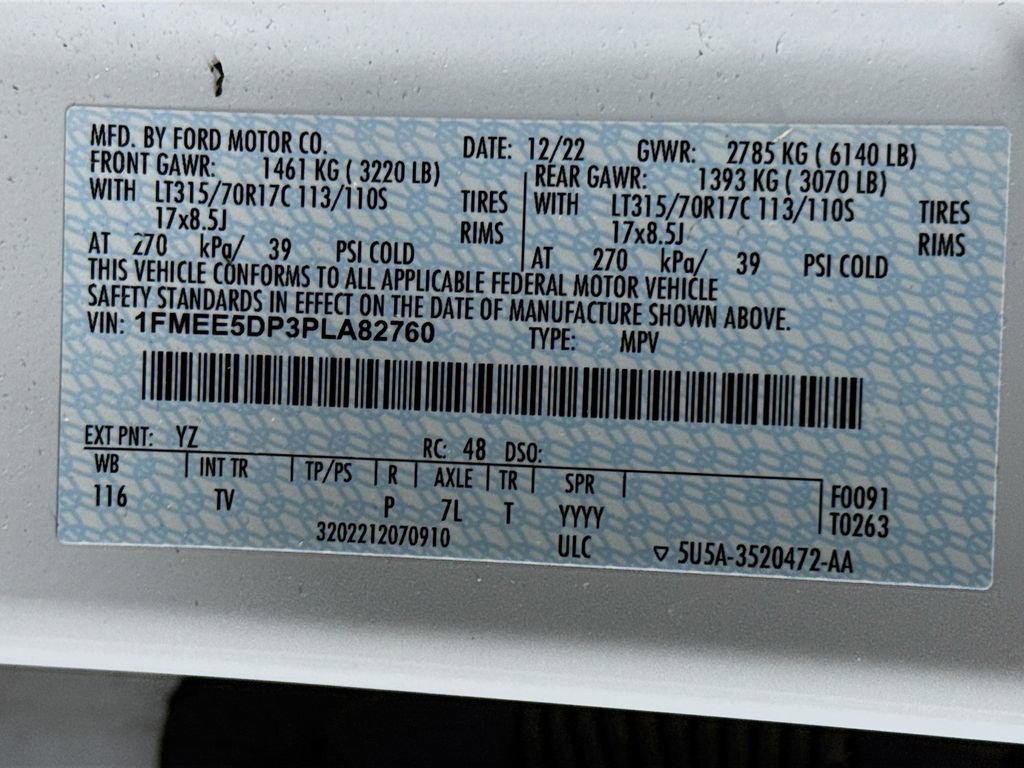 MFD. BY FORD MOTOR CO. DATE: 12/22 GVWR: 2785 KG ( 6140 LB)
FRONT GAWR: 1461 KG ( 3220 LB) REAR GAWR: 1393 KG ( 3070 LB)
WITH LT315/70R17C 113/110S TIRES WITH LT315/70R17C 113/110S TIRES
17x8.5J RIMS 17x8.5J RIMS
AT 270 kPa/ 39 PSI COLD AT 270 kPa/ 39 PSI COLD
THIS VEHICLE CONFORMS TO ALL APPLICABLE FEDERAL MOTOR VEHICLE
SAFETY STANDARDS IN EFFECT ON THE DATE OF MANUFACTURE SHOWN ABOVE.
VIN: 1FMEE5DP3PLA82760 TYPE: MPV
EXT PNT: YZ RC: 48 DSO:
WB INT TR TP/PS R AXLE TR SPR
116 TV P 7L T YYYY F0091
T0263
3202212070910 ULC ▽ 5U5A-3520472-AA